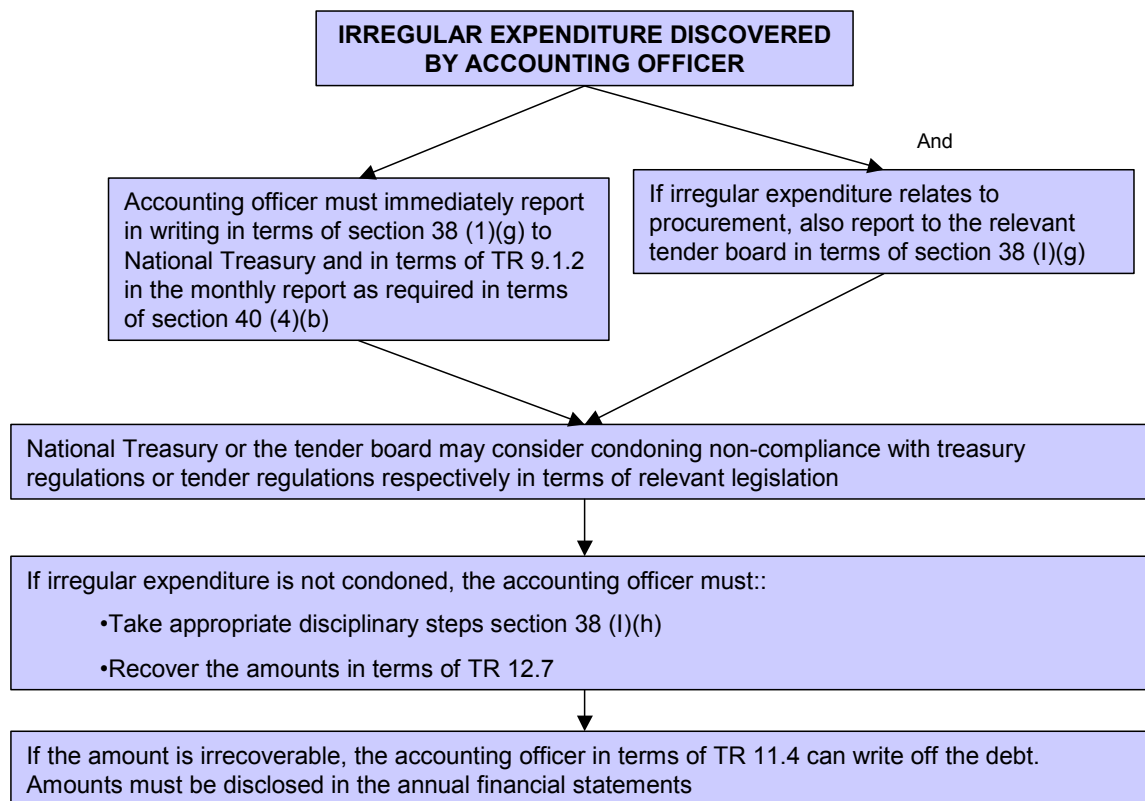 IRREGULAR EXPENDITURE DISCOVERED
BY ACCOUNTING OFFICER
And
Accounting officer must immediately report
in writing in terms of section 38 (1)(g) to
National Treasury and in terms of TR 9.1.2
in the monthly report as required in terms
of section 40 (4)(b)
If irregular expenditure relates to
procurement, also report to the relevant
tender board in terms of section 38 (I)(g)
National Treasury or the tender board may consider condoning non-compliance with treasury
regulations or tender regulations respectively in terms of relevant legislation
If irregular expenditure is not condoned, the accounting officer must::
•Take appropriate disciplinary steps section 38 (I)(h)
•Recover the amounts in terms of TR 12.7
If the amount is irrecoverable, the accounting officer in terms of TR 11.4 can write off the debt.
Amounts must be disclosed in the annual financial statements